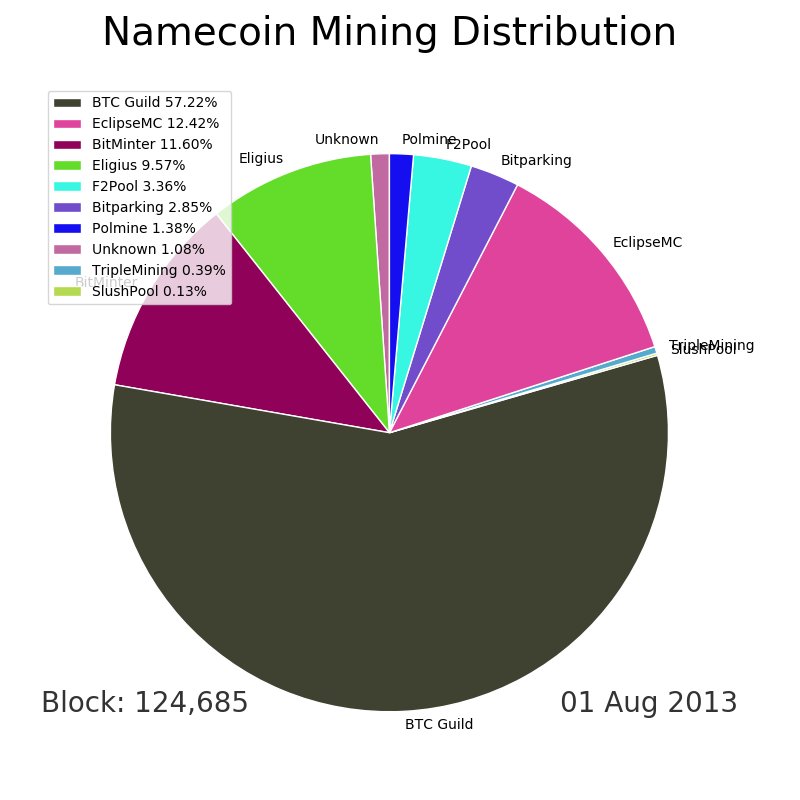 Namecoin Mining Distribution
BTC Guild 57.22%
EclipseMC 12.42%
BitMinter 11.60%
Eligius 9.57%
F2Pool 3.36%
Bitparking 2.85%
Polmine 1.38%
Unknown 1.08%
TripleMining 0.39%
SlushPool 0.13%
Unknown
Polmine
F2Pool
Eligius
Bitparking
EclipseMC
BitMinter
TripleMining
SlushPool
BTC Guild
Block: 124,685
01 Aug 2013